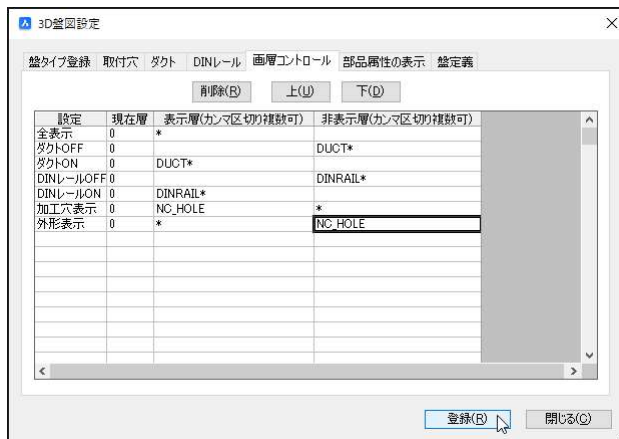 3D盤図設定
盤タイプ登録 取付穴 ダクト DINレール 画層コントロール 部品属性の表示 盤定義
削除(R) 上(U) 下(D)
設定 現在層 表示層(カンマ区切り複数可) 非表示層(カンマ区切り複数可)
全表示 0 *
ダクトOFF 0 DUCT*
ダクトON 0 DUCT*
DINレールOFF 0 DINRAIL*
DINレールON 0 DINRAIL*
加工穴表示 0 NC_HOLE *
外形表示 0 * NC_HOLE
登録(R) 閉じる(C)